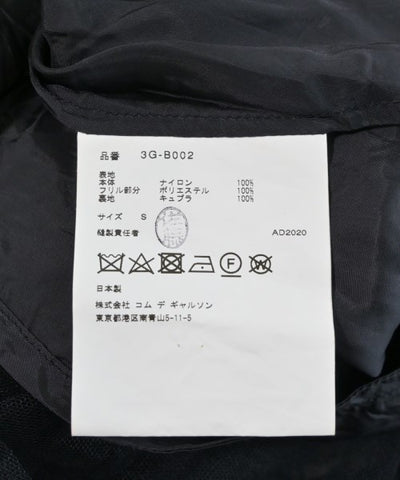 品番 3G-B002
表地
本体 ナイロン 100%
フリル部分 ポリエステル 100%
裏地 キュプラ 100%
サイズ S
縫製責任者 AD2020
F W
日本製
株式会社 コム デ ギャルソン
東京都港区南青山5-11-5